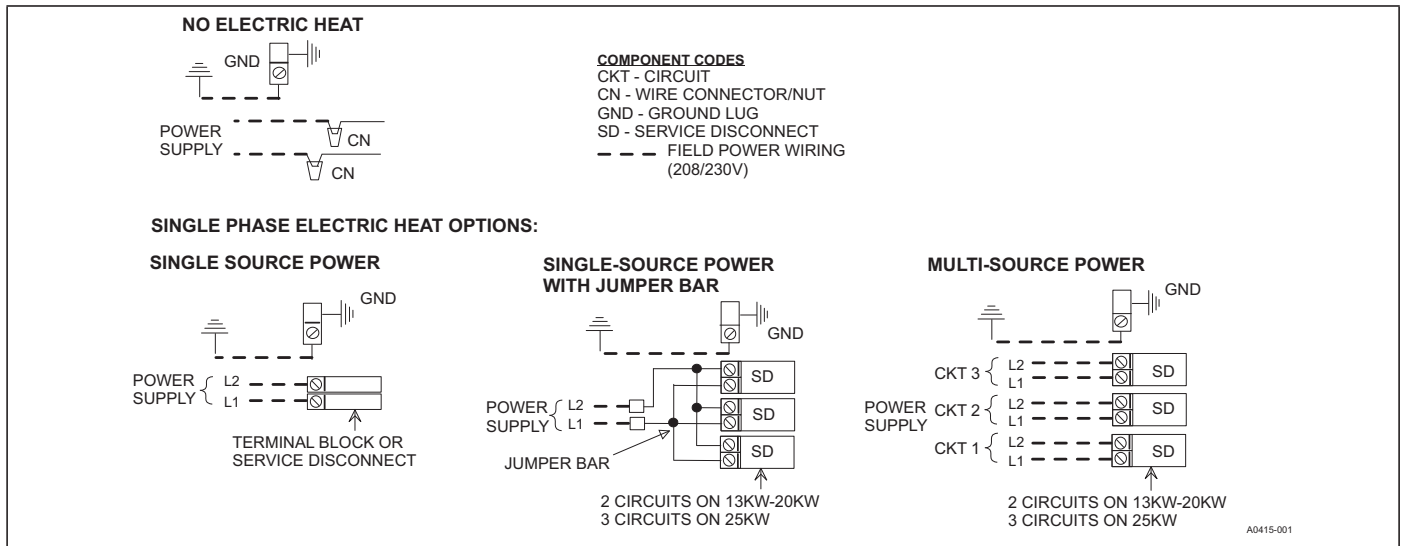 NO ELECTRIC HEAT
GND
POWER
SUPPLY
CN
CN
COMPONENT CODES
CKT - CIRCUIT
CN - WIRE CONNECTOR/NUT
GND - GROUND LUG
SD - SERVICE DISCONNECT
FIELD POWER WIRING
(208/230V)
SINGLE PHASE ELECTRIC HEAT OPTIONS:
SINGLE SOURCE POWER
GND
POWER
SUPPLY
L2
L1
TERMINAL BLOCK OR
SERVICE DISCONNECT
SINGLE-SOURCE POWER
WITH JUMPER BAR
GND
SD
POWER
SUPPLY
L2
L1
SD
SD
JUMPER BAR
2 CIRCUITS ON 13KW-20KW
3 CIRCUITS ON 25KW
MULTI-SOURCE POWER
GND
CKT 3
L2
L1
SD
POWER
SUPPLY
CKT 2
L2
L1
SD
CKT 1
L2
L1
SD
2 CIRCUITS ON 13KW-20KW
3 CIRCUITS ON 25KW
A0415-001